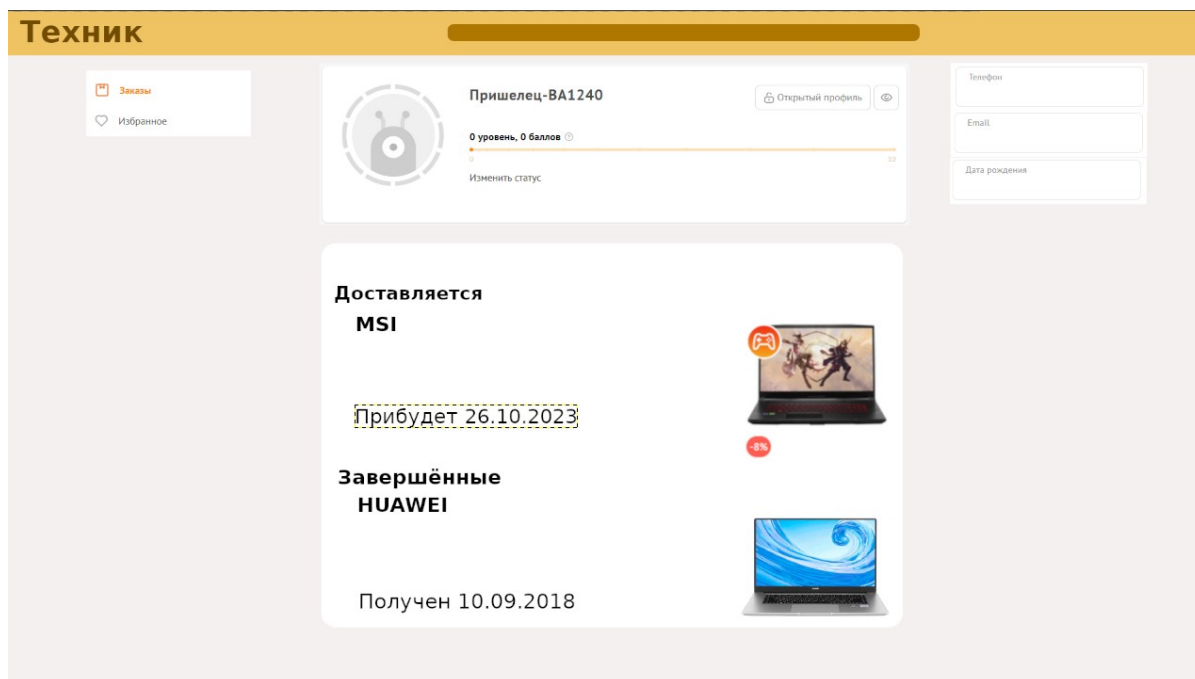 Техник
Заказы
Избранное
Пришелец-BA1240
Открытый профиль
0 уровень, 0 баллов
0
10
Изменить статус
Телефон
Email
Дата рождения
Доставляется
MSI
Прибудет 26.10.2023
-8%
Завершённые
HUAWEI
Получен 10.09.2018